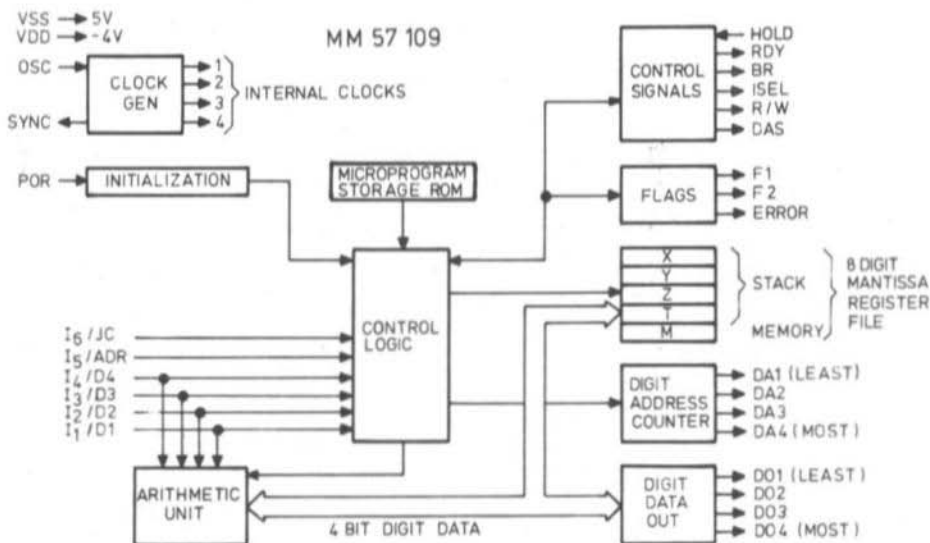 VSS → 5V
VDD → -4V
MM 57 109
OSC
SYNC
CLOCK
GEN
1
2
3
4
INTERNAL CLOCKS
POR
INITIALIZATION
MICROPROGRAM
STORAGE ROM
CONTROL
LOGIC
I6/JC
I5/ADR
I4/D4
I3/D3
I2/D2
I1/D1
ARITHMETIC
UNIT
4 BIT DIGIT DATA
CONTROL
SIGNALS
HOLD
RDY
BR
ISEL
R/W
DAS
FLAGS
F1
F2
ERROR
X
Y
Z
T
M
STACK
MEMORY
8 DIGIT
MANTISSA
REGISTER
FILE
DIGIT
ADDRESS
COUNTER
DA1 (LEAST)
DA2
DA3
DA4 (MOST)
DIGIT
DATA
OUT
DO1 (LEAST)
DO2
DO3
DO4 (MOST)